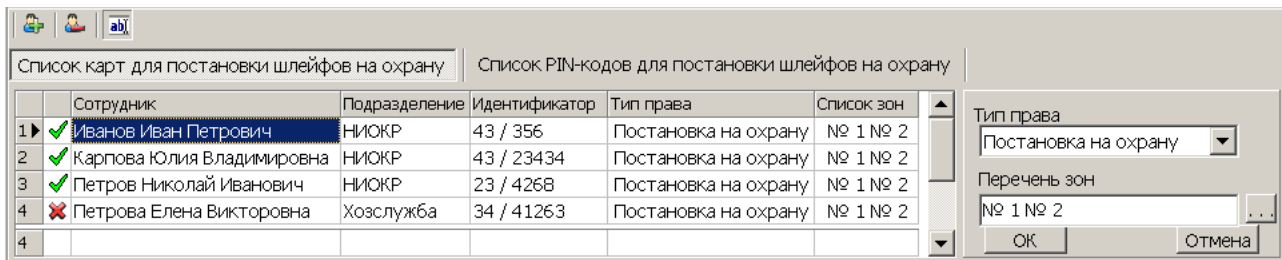 abI
Список карт для постановки шлейфов на охрану Список PIN-кодов для постановки шлейфов на охрану
Сотрудник Подразделение Идентификатор Тип права Список зон
1 Иванов Иван Петрович НИОКР 43 / 356 Постановка на охрану № 1 № 2
2 Карпова Юлия Владимировна НИОКР 43 / 23434 Постановка на охрану № 1 № 2
3 Петров Николай Иванович НИОКР 23 / 4268 Постановка на охрану № 1 № 2
4 Петрова Елена Викторовна Хозслужба 34 / 41263 Постановка на охрану № 1 № 2
4
Тип права
Постановка на охрану
Перечень зон
№ 1 № 2 ...
ОК Отмена